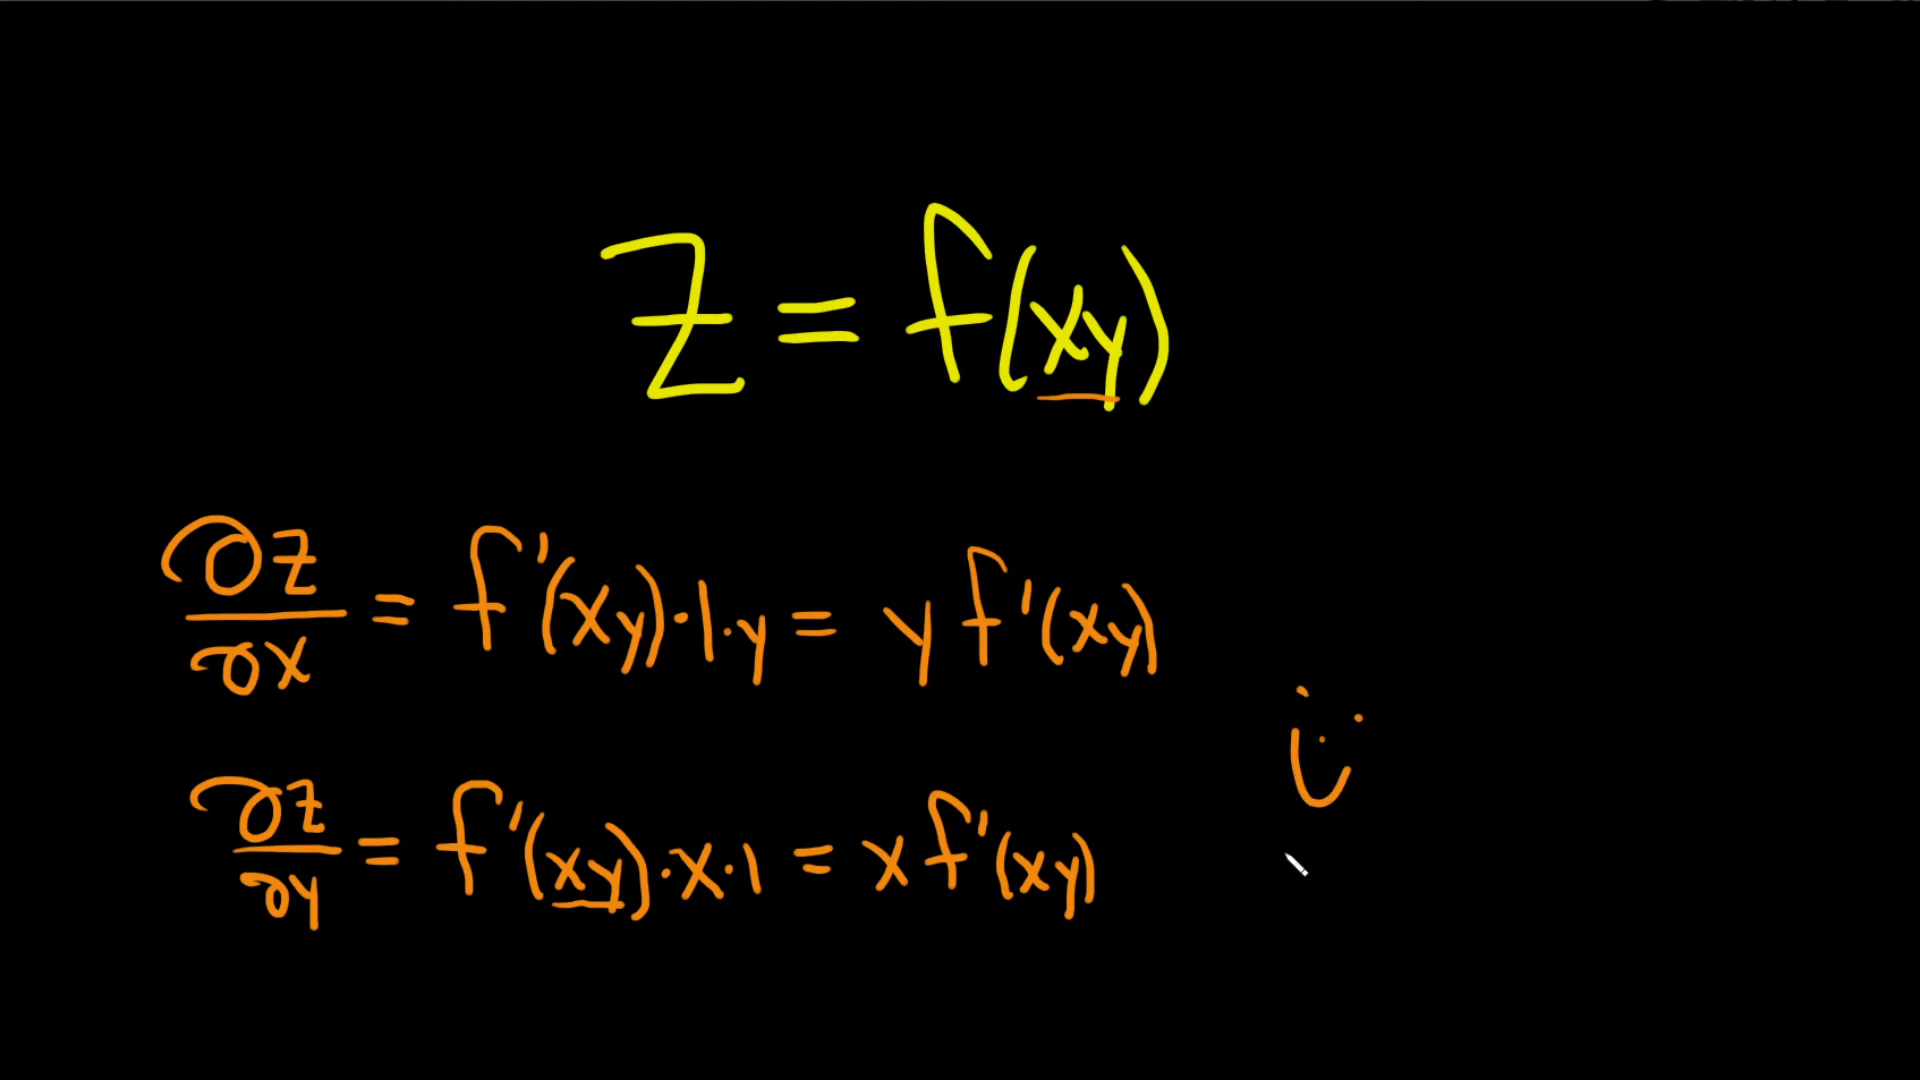 z = f(xy)
∂z/∂x = f'(xy)·1·y = y f'(xy)
∂z/∂y = f'(xy)·x·1 = x f'(xy)